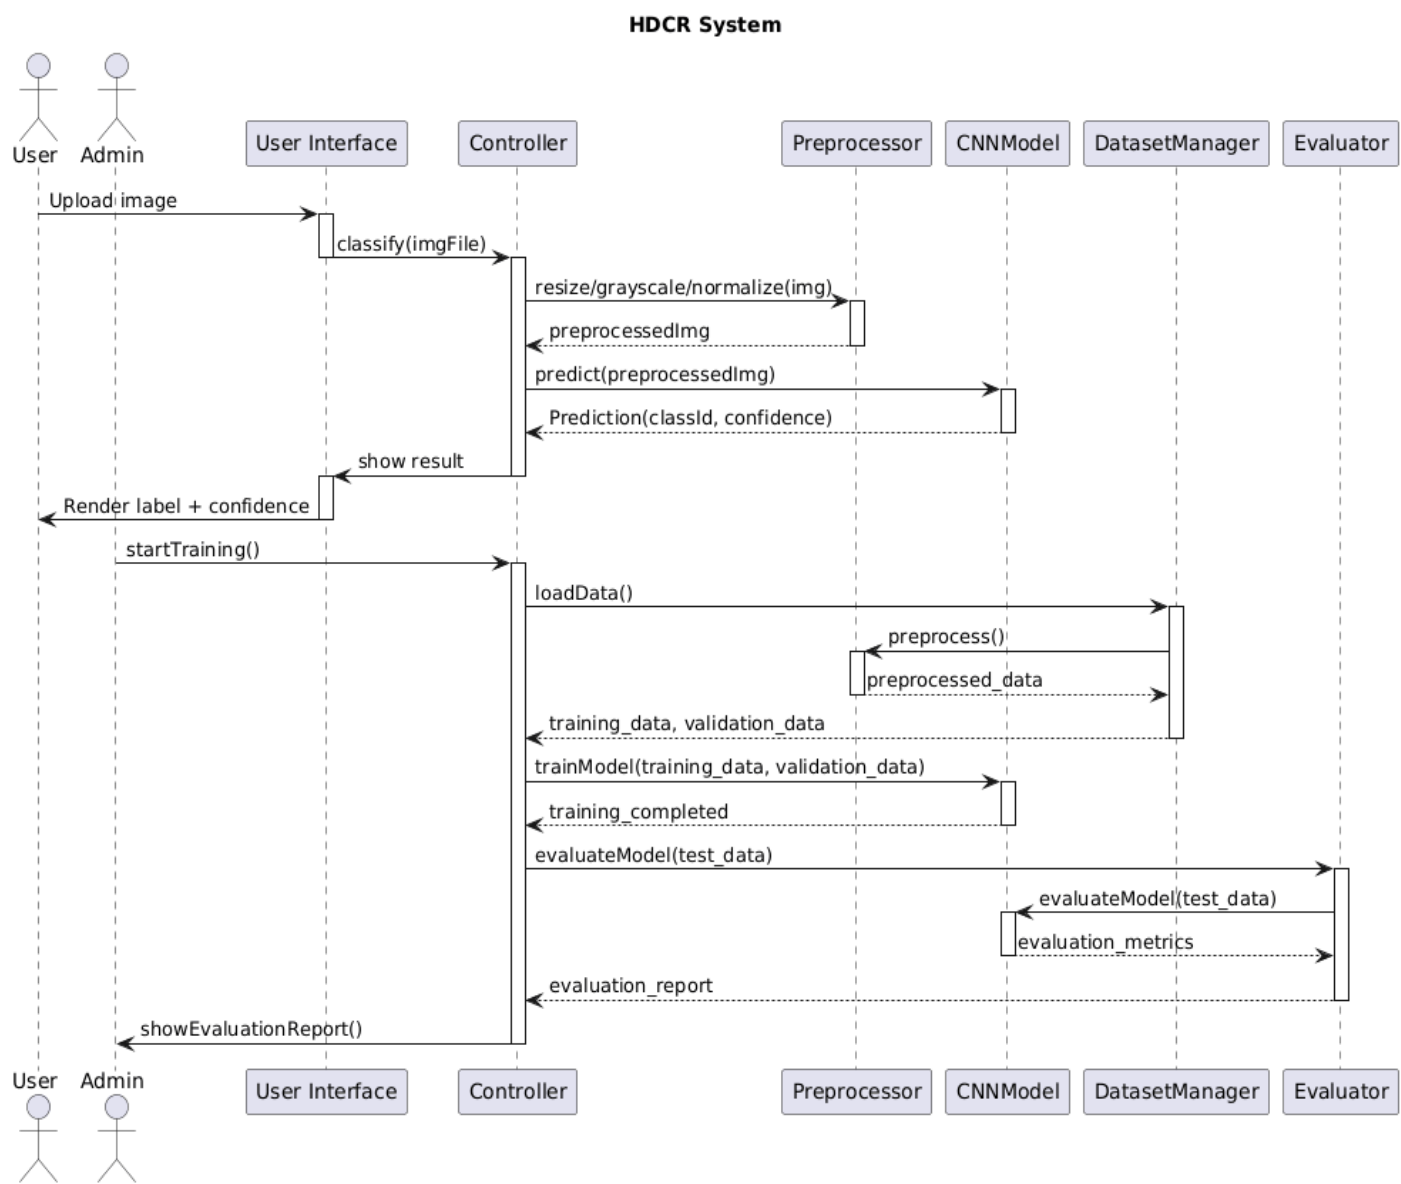 HDCR System
User
Admin
User Interface
Controller
Preprocessor
CNNModel
DatasetManager
Evaluator
Upload image
classify(imgFile)
resize/grayscale/normalize(img)
preprocessedImg
predict(preprocessedImg)
Prediction(classId, confidence)
show result
Render label + confidence
startTraining()
loadData()
preprocess()
preprocessed_data
training_data, validation_data
trainModel(training_data, validation_data)
training_completed
evaluateModel(test_data)
evaluateModel(test_data)
evaluation_metrics
evaluation_report
showEvaluationReport()
User
Admin
User Interface
Controller
Preprocessor
CNNModel
DatasetManager
Evaluator